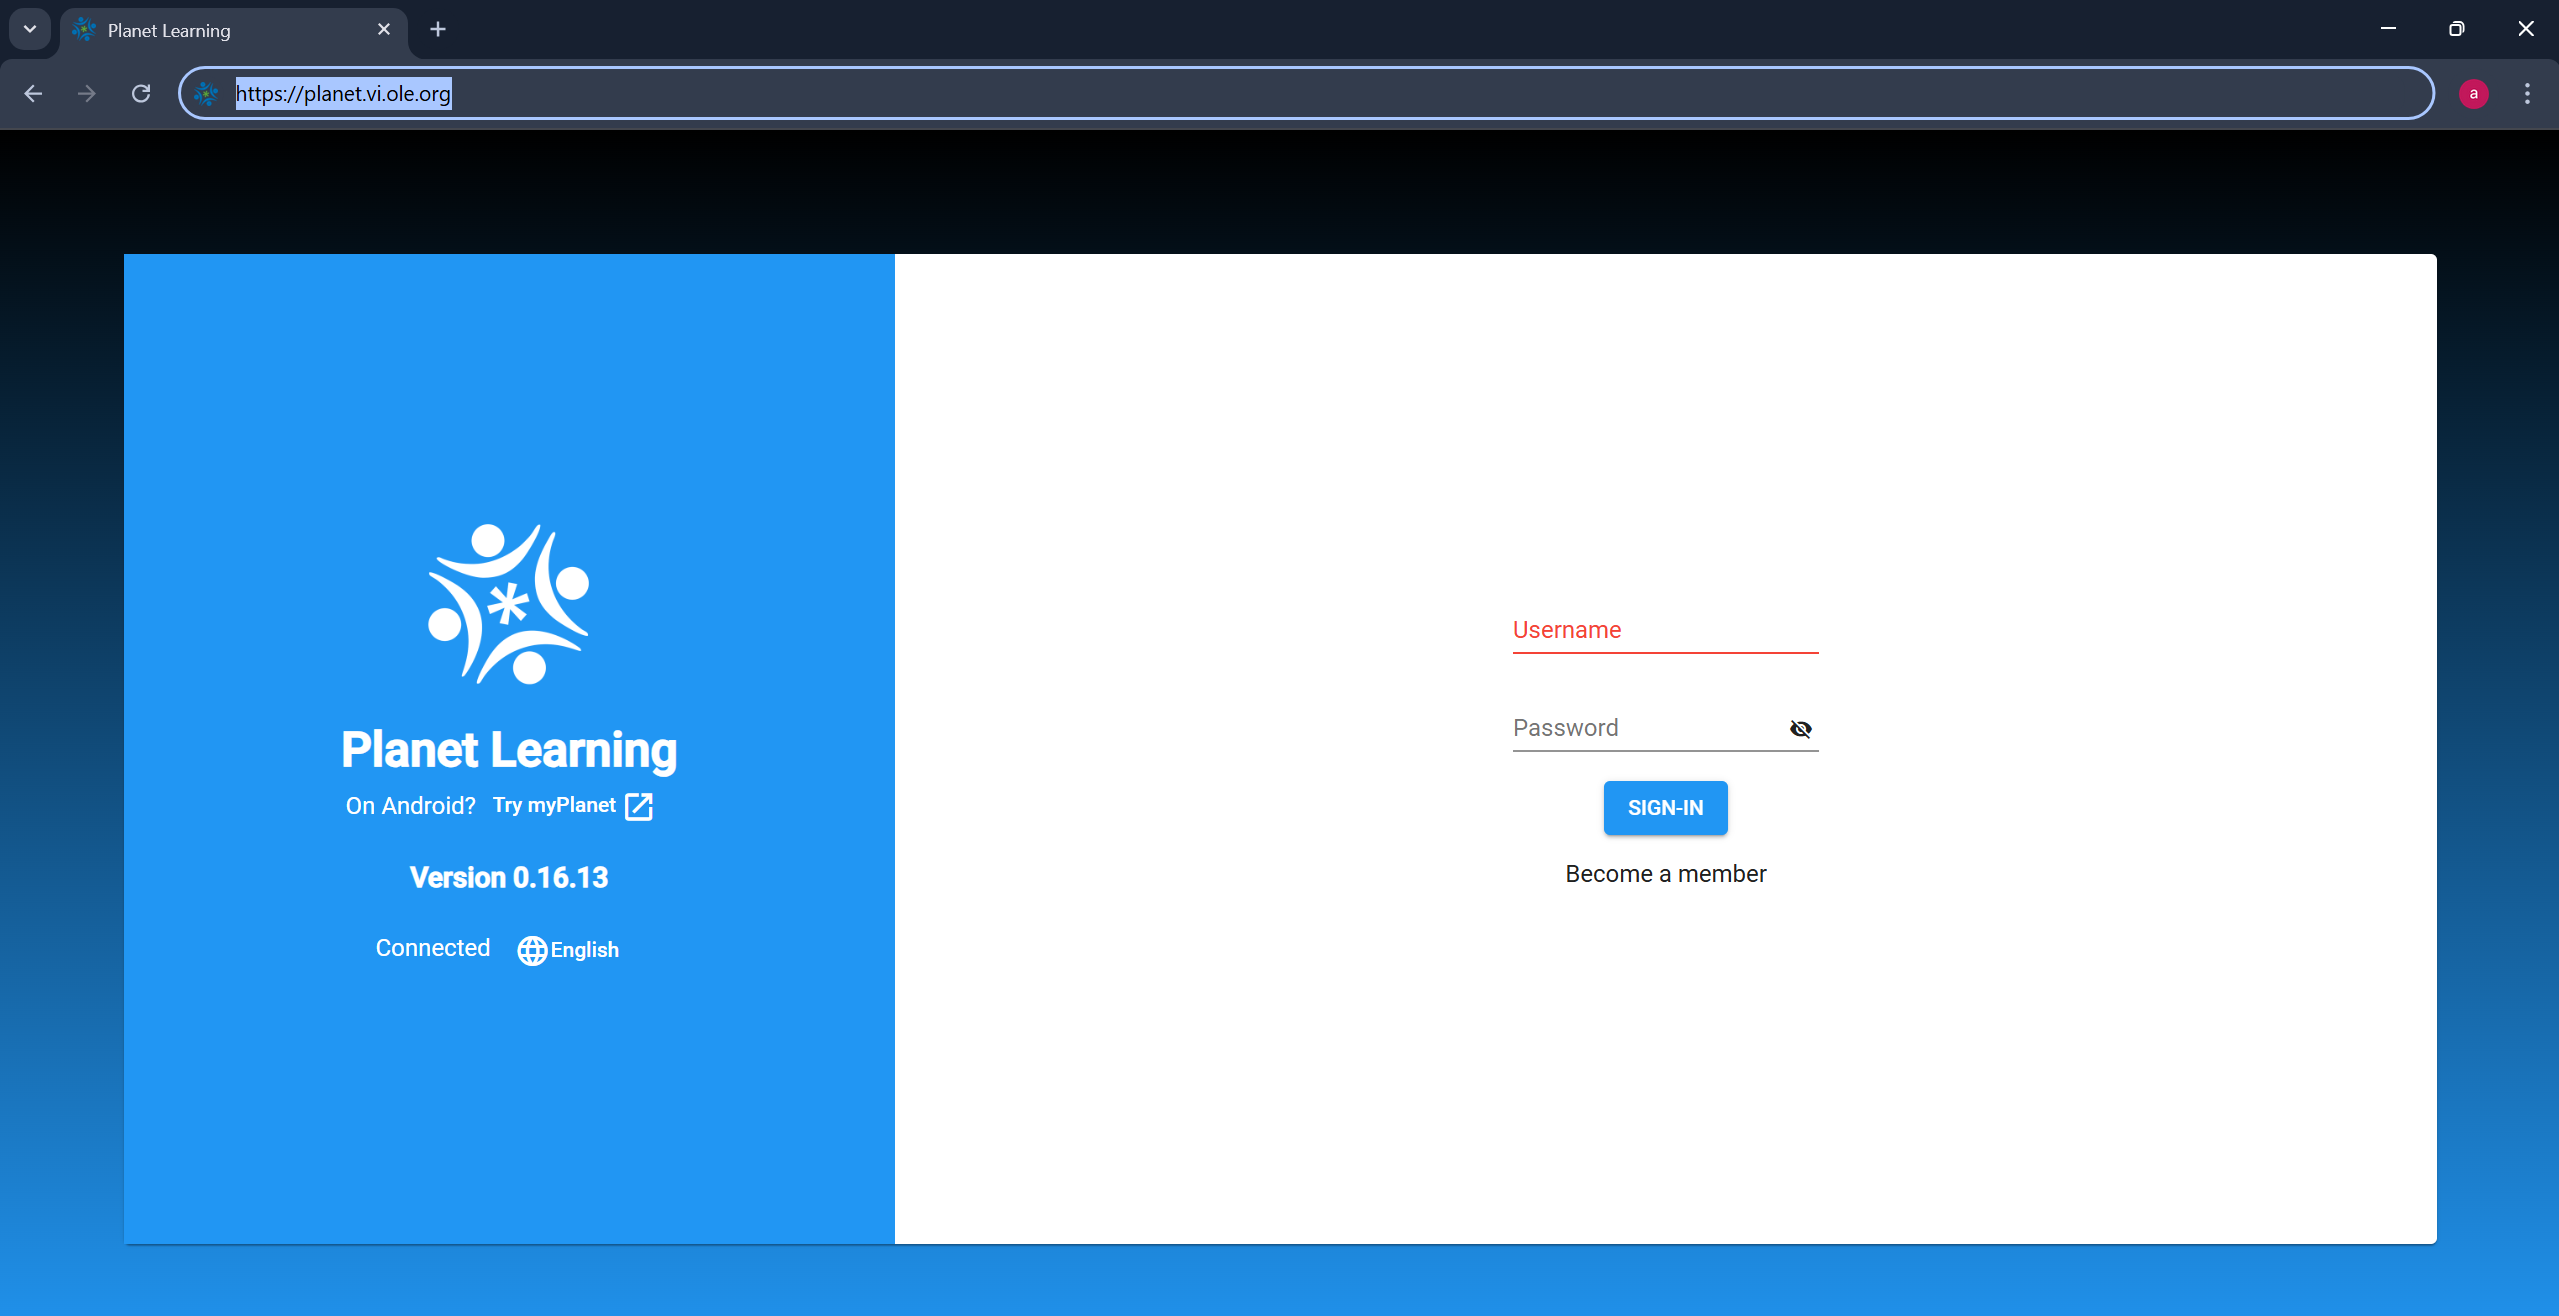 Planet Learning
https://planet.vi.ole.org
a
Planet Learning
On Android? Try myPlanet
Version 0.16.13
Connected English
Username
Password
SIGN-IN
Become a member